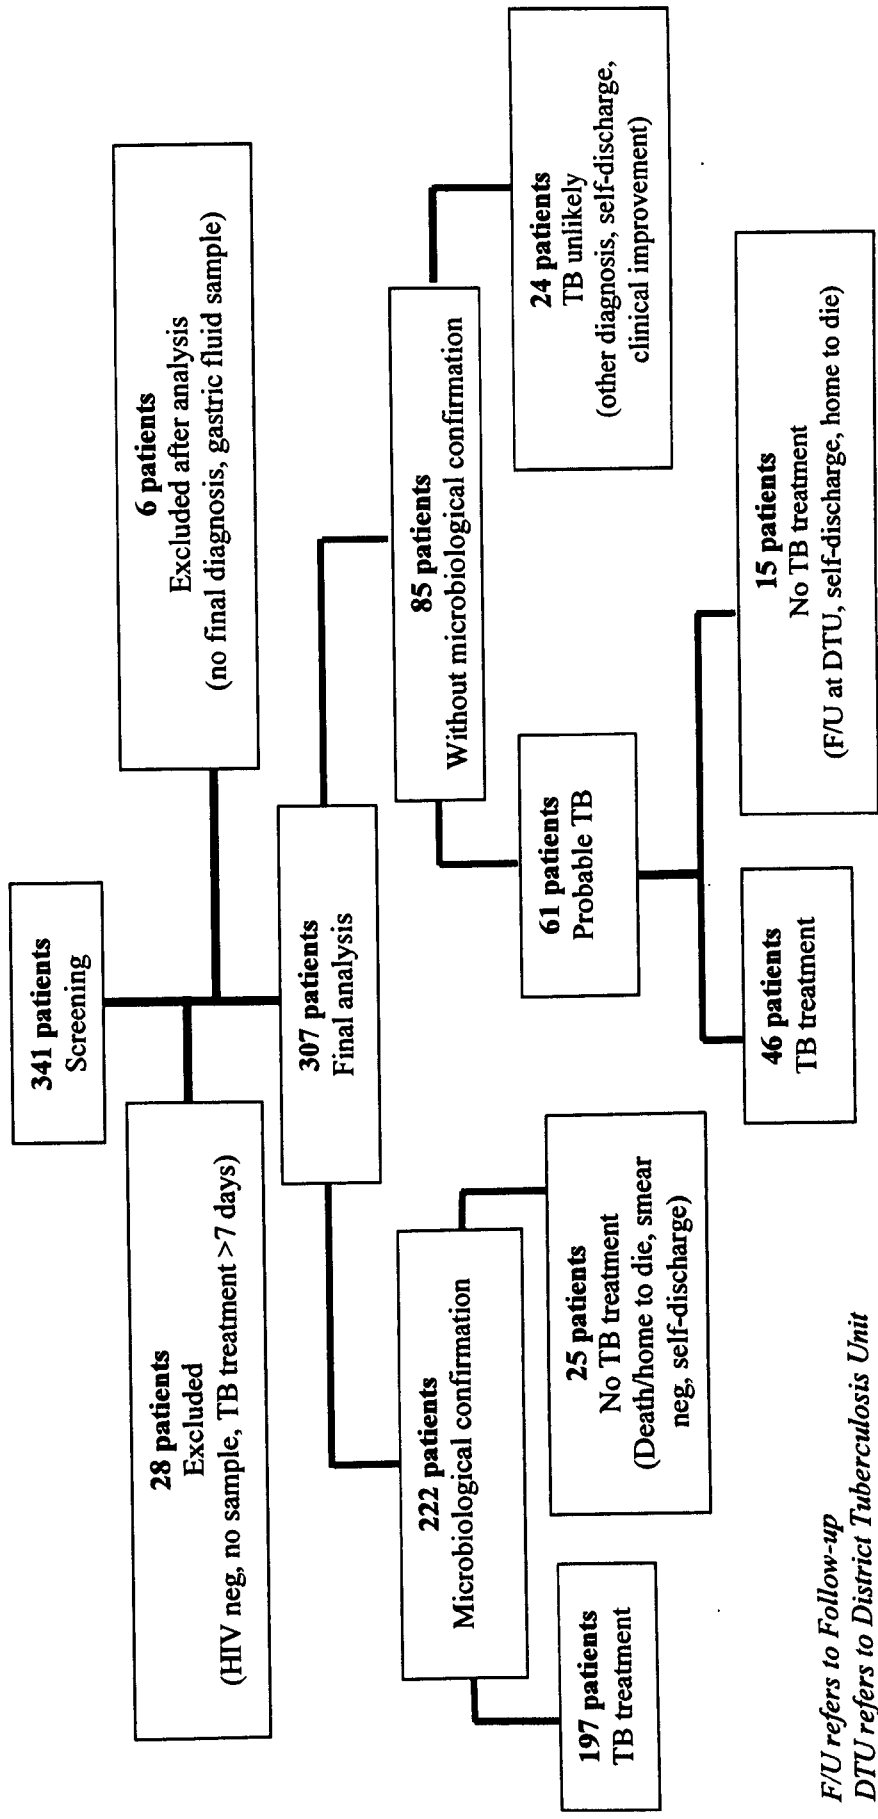 341 patients
Screening
28 patients
Excluded
(HIV neg, no sample, TB treatment >7 days)
6 patients
Excluded after analysis
(no final diagnosis, gastric fluid sample)
307 patients
Final analysis
222 patients
Microbiological confirmation
85 patients
Without microbiological confirmation
197 patients
TB treatment
25 patients
No TB treatment
(Death/home to die, smear
neg, self-discharge)
61 patients
Probable TB
24 patients
TB unlikely
(other diagnosis, self-discharge,
clinical improvement)
46 patients
TB treatment
15 patients
No TB treatment
(F/U at DTU, self-discharge, home to die)
F/U refers to Follow-up
DTU refers to District Tuberculosis Unit